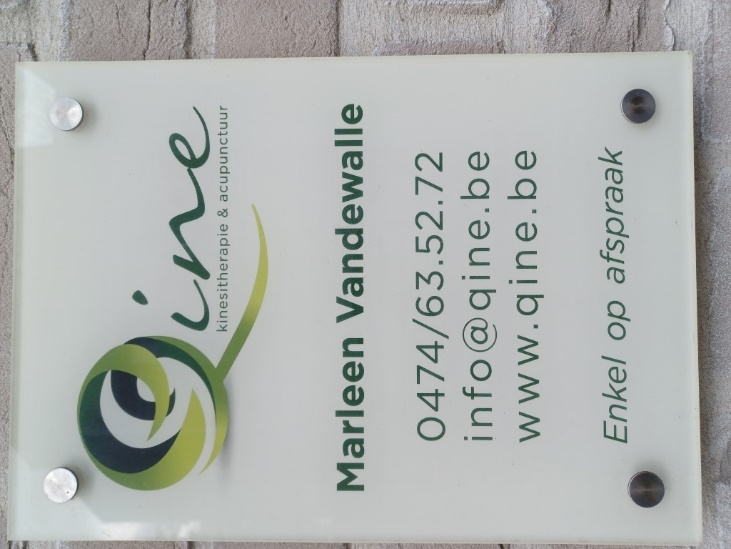 Qine
kinesitherapie & acupunctuur
Marleen Vandewalle
0474/63.52.72
info@qine.be
www.qine.be
Enkel op afspraak